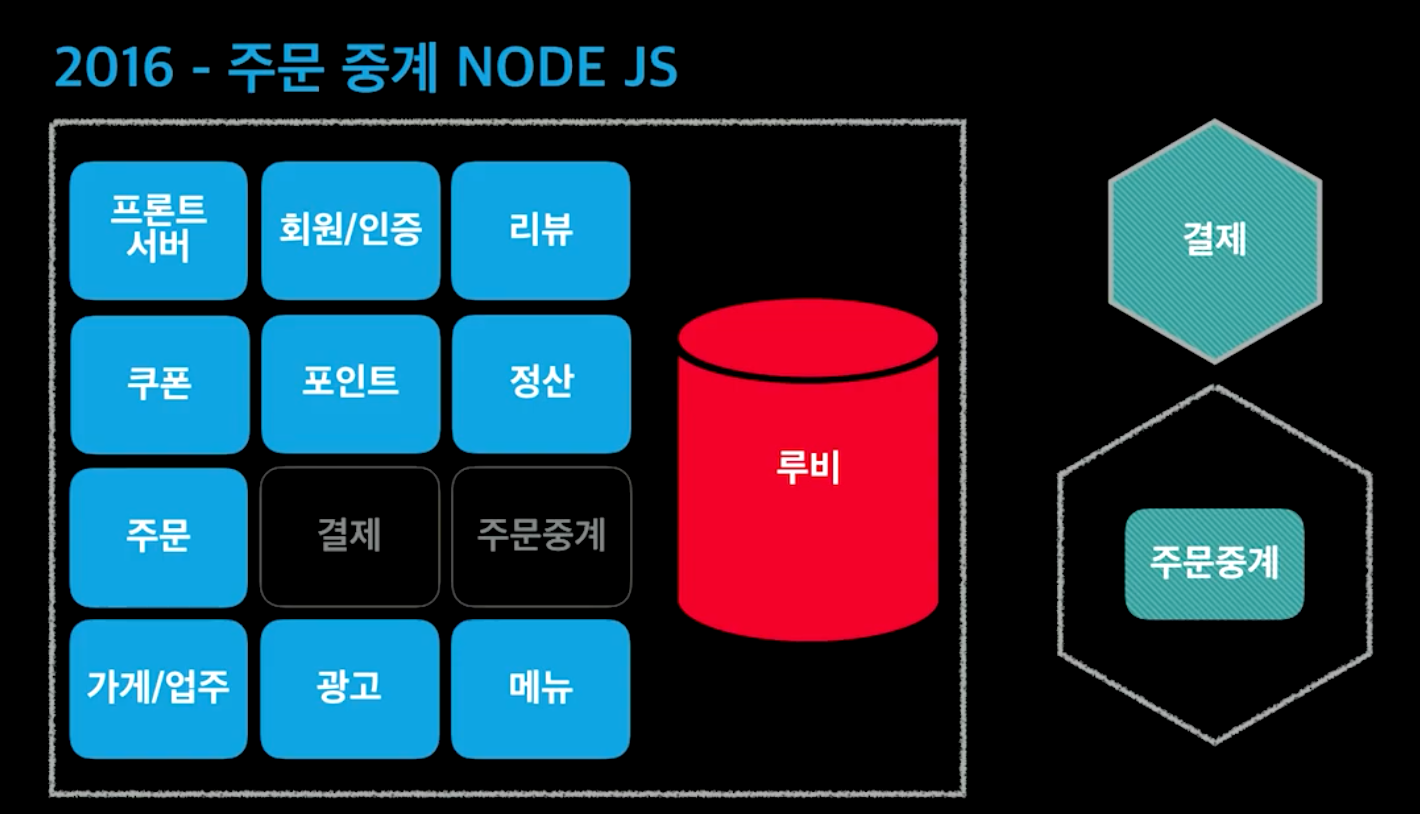 2016 - 주문 중계 NODE JS
프론트
서버
회원/인증
리뷰
결제
쿠폰
포인트
정산
루비
주문
결제
주문중계
주문중계
가게/업주
광고
메뉴